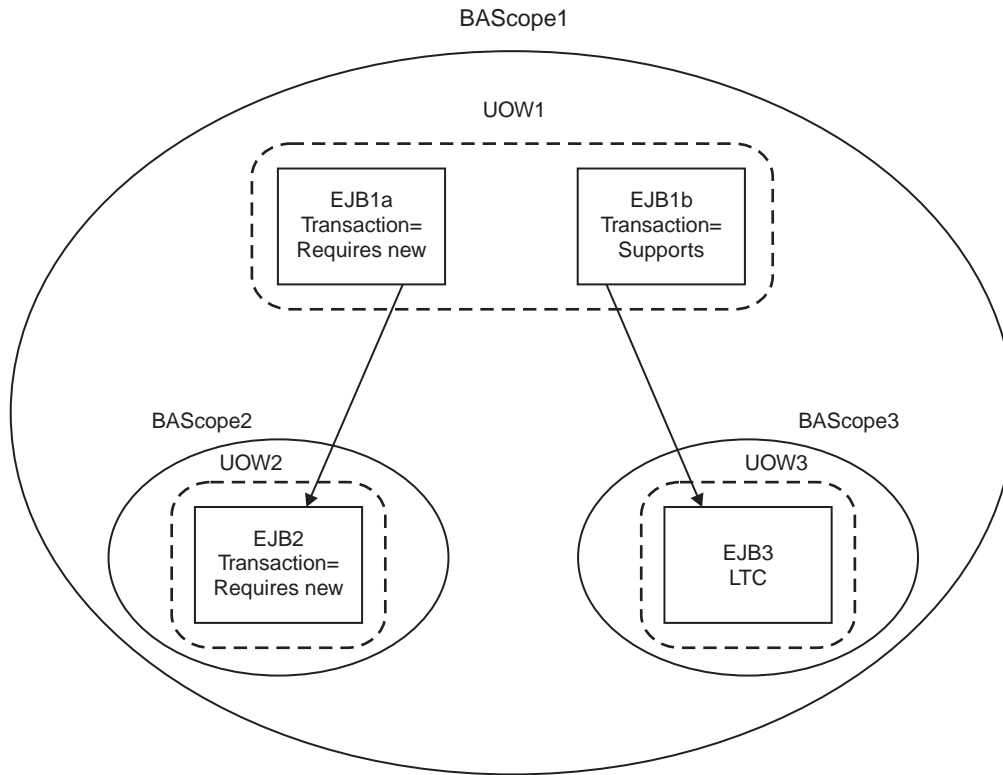 BAScope1
UOW1
EJB1a
Transaction=
Requires new
EJB1b
Transaction=
Supports
BAScope2
UOW2
EJB2
Transaction=
Requires new
BAScope3
UOW3
EJB3
LTC